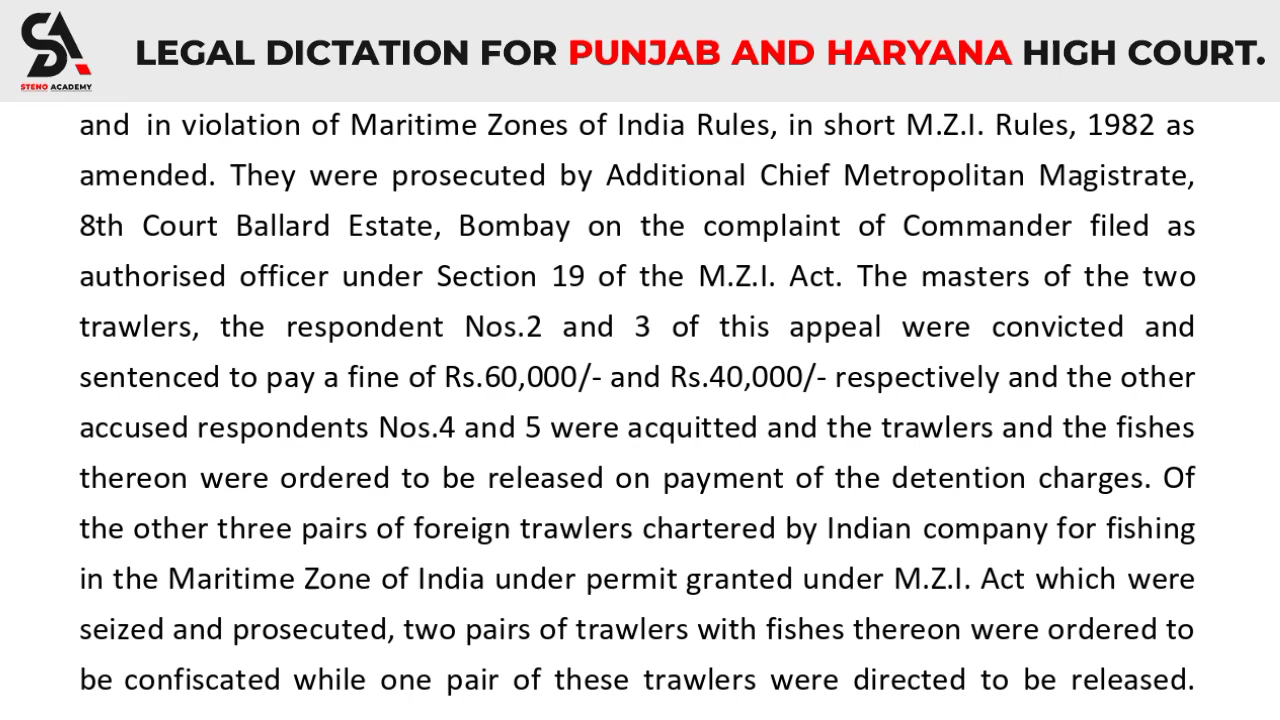 LEGAL DICTATION FOR PUNJAB AND HARYANA HIGH COURT.
STENO ACADEMY
and in violation of Maritime Zones of India Rules, in short M.Z.I. Rules, 1982 as
amended. They were prosecuted by Additional Chief Metropolitan Magistrate,
8th Court Ballard Estate, Bombay on the complaint of Commander filed as
authorised officer under Section 19 of the M.Z.I. Act. The masters of the two
trawlers, the respondent Nos.2 and 3 of this appeal were convicted and
sentenced to pay a fine of Rs.60,000/- and Rs.40,000/- respectively and the other
accused respondents Nos.4 and 5 were acquitted and the trawlers and the fishes
thereon were ordered to be released on payment of the detention charges. Of
the other three pairs of foreign trawlers chartered by Indian company for fishing
in the Maritime Zone of India under permit granted under M.Z.I. Act which were
seized and prosecuted, two pairs of trawlers with fishes thereon were ordered to
be confiscated while one pair of these trawlers were directed to be released.